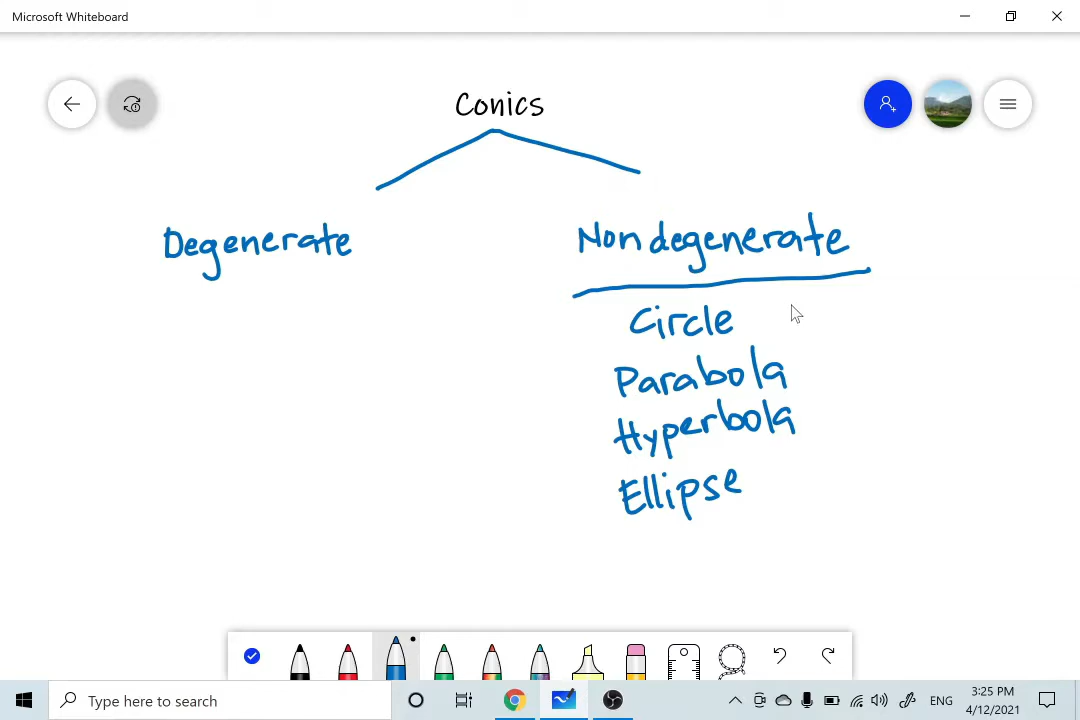 Microsoft Whiteboard
Conics
Degenerate
Nondegenerate
Circle
Parabola
Hyperbola
Ellipse
Type here to search
ENG
3:25 PM
4/12/2021